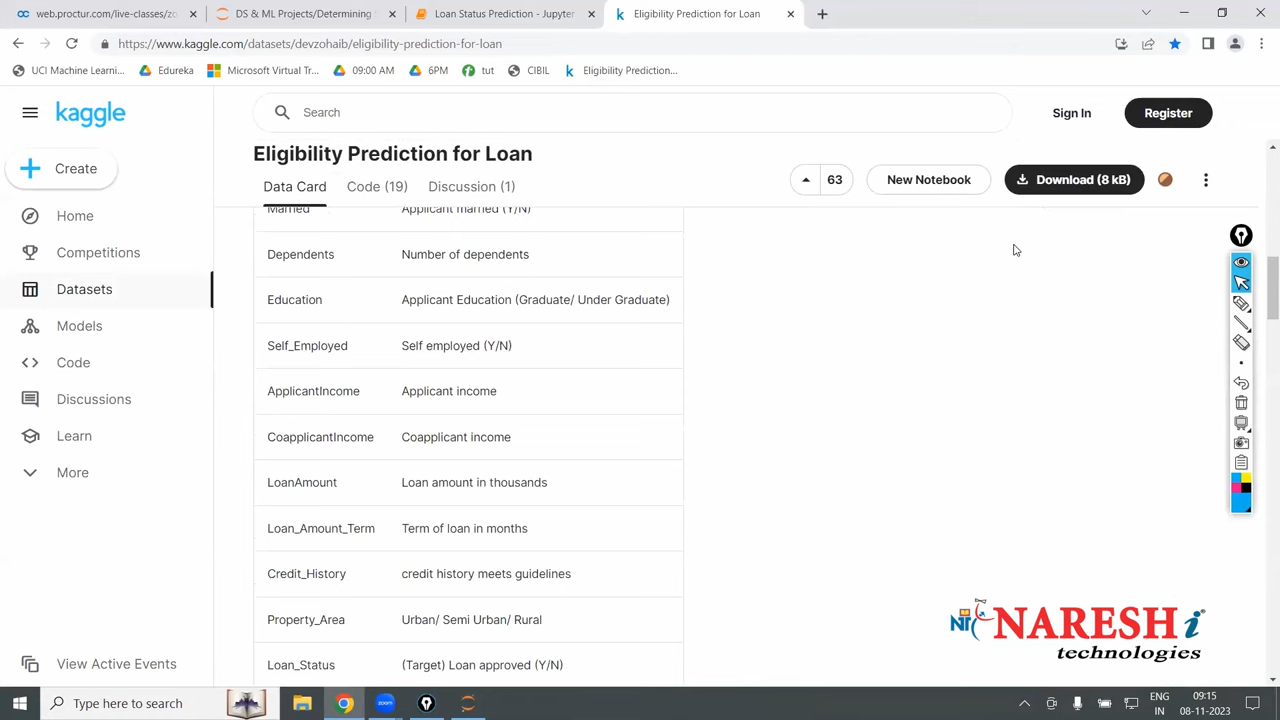 web.proctur.com/live-classes/zo
DS & ML Projects/Determining
Loan Status Prediction - Jupyter
Eligibility Prediction for Loan
https://www.kaggle.com/datasets/devzohaib/eligibility-prediction-for-loan
UCI Machine Learni...
Edureka
Microsoft Virtual Tr...
09:00 AM
6PM
tut
CIBIL
Eligibility Prediction...
kaggle
Search
Sign In
Register
Eligibility Prediction for Loan
Create
Data Card
Code (19)
Discussion (1)
63
New Notebook
Download (8 kB)
Home
Competitions
Datasets
Models
Code
Discussions
Learn
More
View Active Events
Married Applicant married (Y/N)
Dependents Number of dependents
Education Applicant Education (Graduate/ Under Graduate)
Self_Employed Self employed (Y/N)
ApplicantIncome Applicant income
CoapplicantIncome Coapplicant income
LoanAmount Loan amount in thousands
Loan_Amount_Term Term of loan in months
Credit_History credit history meets guidelines
Property_Area Urban/ Semi Urban/ Rural
Loan_Status (Target) Loan approved (Y/N)
NARESH i
technologies
Type here to search
zoom
ENG
IN
09:15
08-11-2023